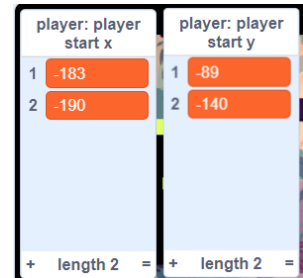 player: player
start x
1 -183
2 -190
+ length 2 =
player: player
start y
1 -89
2 -140
+ length 2 =